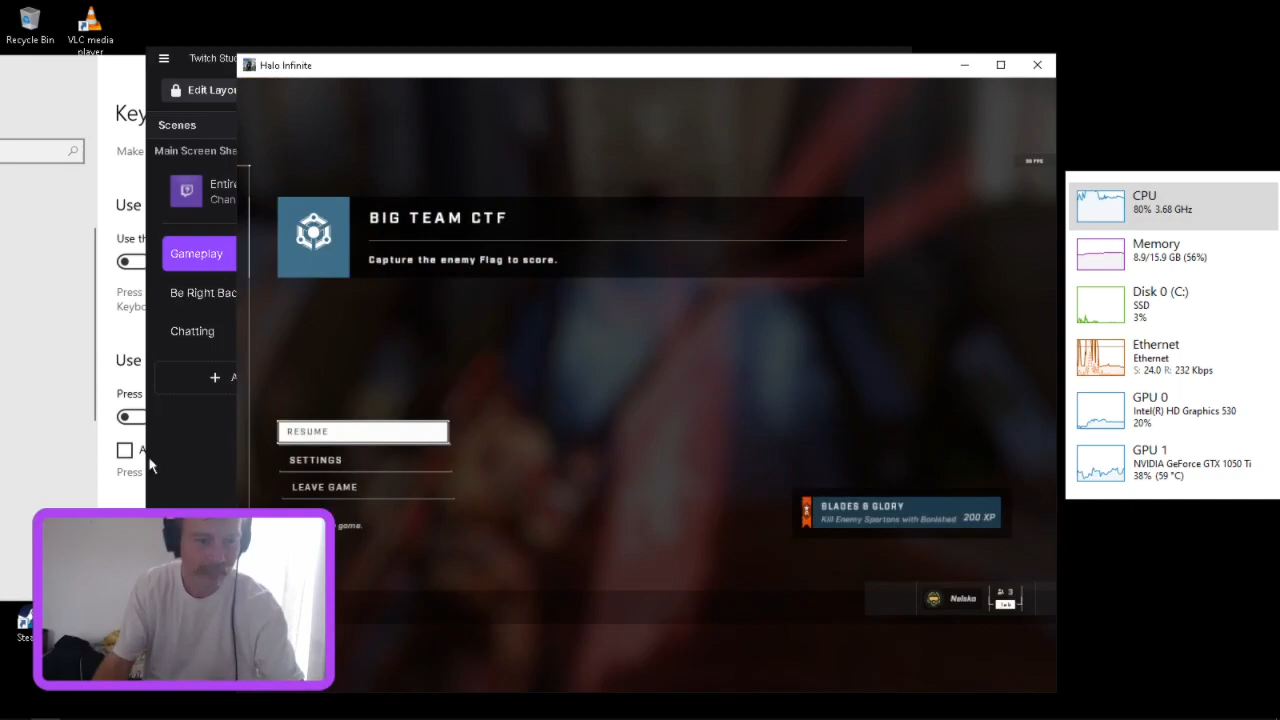 Recycle Bin
VLC media
player
Twitch Stu
Halo Infinite
Edit Layou
Key
Scenes
Make
Main Screen Sha
Entire
Chan
Use
Use th
Gameplay
Press
Keybo
Be Right Bac
Chatting
Use
Press
A
Press
BIG TEAM CTF
Capture the enemy Flag to score.
RESUME
SETTINGS
LEAVE GAME
game.
BLADES & GLORY
Kill Enemy Spartans with Banished 200 XP
Nelska
3
Tab
CPU
80% 3.68 GHz
Memory
8.9/15.9 GB (56%)
Disk 0 (C:)
SSD
3%
Ethernet
Ethernet
S: 24.0 R: 232 Kbps
GPU 0
Intel(R) HD Graphics 530
20%
GPU 1
NVIDIA GeForce GTX 1050 Ti
38% (59 °C)
Stea